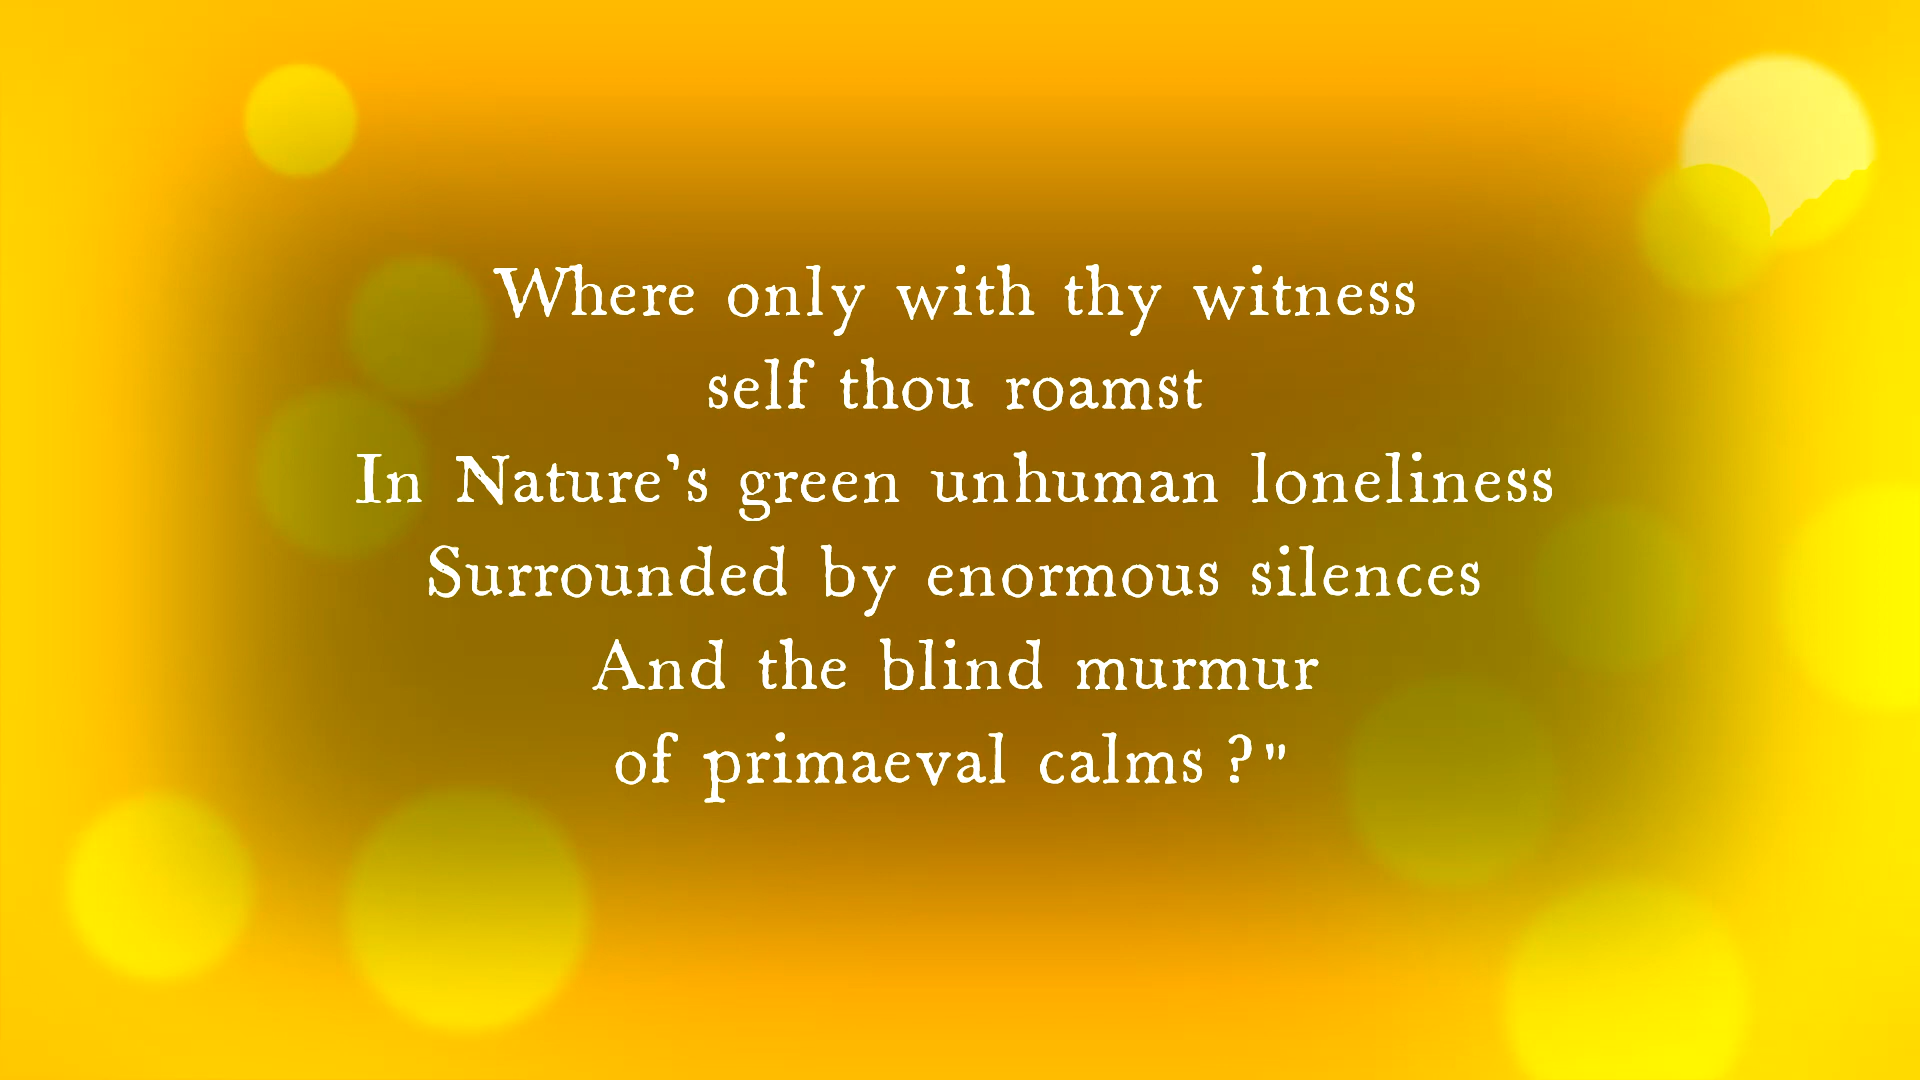 Where only with thy witness
self thou roamst
In Nature's green unhuman loneliness
Surrounded by enormous silences
And the blind murmur
of primaeval calms ?"